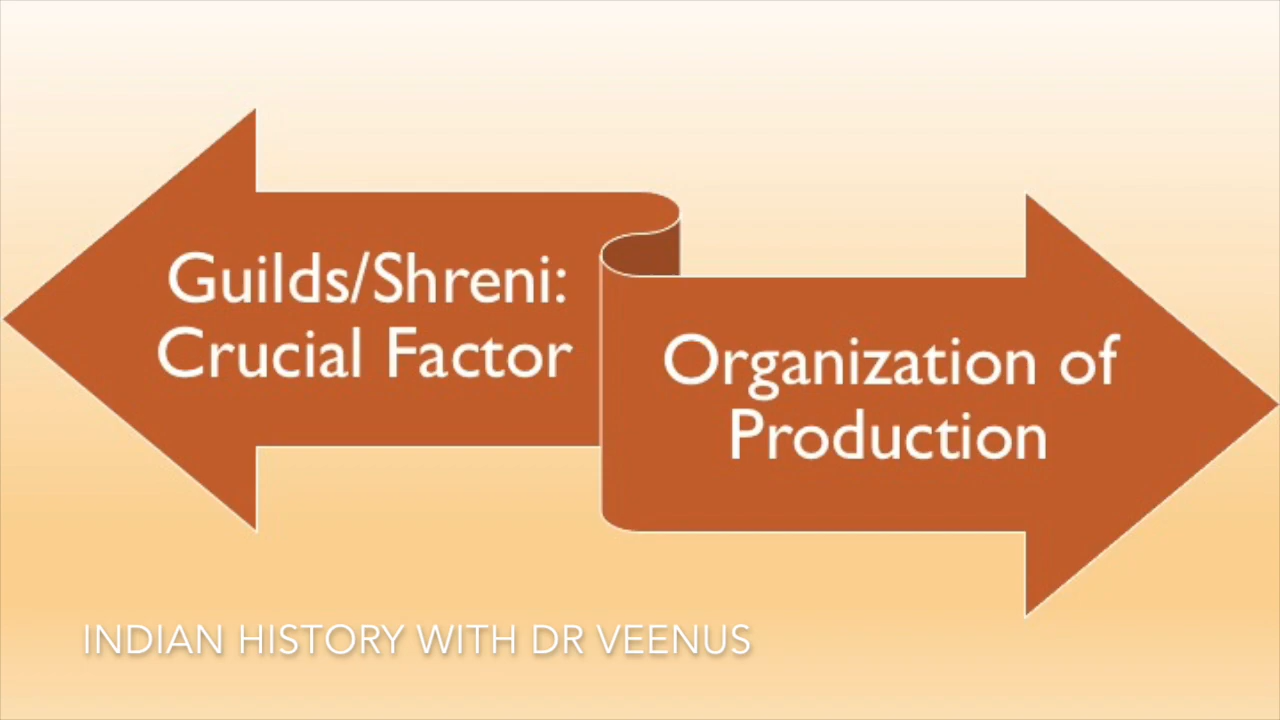 Guilds/Shreni:
Crucial Factor
Organization of
Production
INDIAN HISTORY WITH DR VEENUS